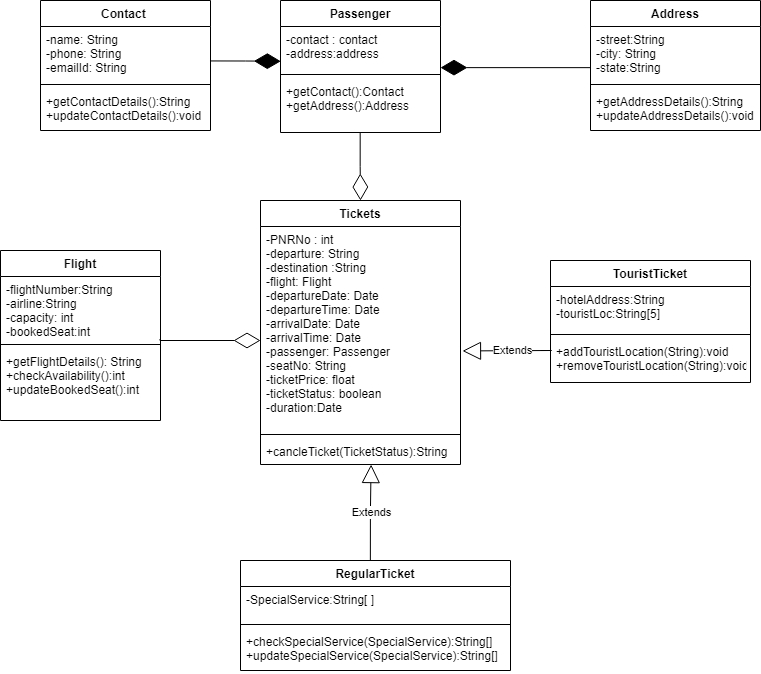 Contact
-name: String
-phone: String
-emailId: String
+getContactDetails():String
+updateContactDetails():void
Passenger
-contact : contact
-address:address
+getContact():Contact
+getAddress():Address
Address
-street:String
-city: String
-state:String
+getAddressDetails():String
+updateAddressDetails():void
Flight
-flightNumber:String
-airline:String
-capacity: int
-bookedSeat:int
+getFlightDetails(): String
+checkAvailability():int
+updateBookedSeat():int
Tickets
-PNRNo : int
-departure: String
-destination :String
-flight: Flight
-departureDate: Date
-departureTime: Date
-arrivalDate: Date
-arrivalTime: Date
-passenger: Passenger
-seatNo: String
-ticketPrice: float
-ticketStatus: boolean
-duration:Date
+cancleTicket(TicketStatus):String
Extends
TouristTicket
-hotelAddress:String
-touristLoc:String[5]
+addTouristLocation(String):void
+removeTouristLocation(String):void
Extends
RegularTicket
-SpecialService:String[ ]
+checkSpecialService(SpecialService):String[]
+updateSpecialService(SpecialService):String[]